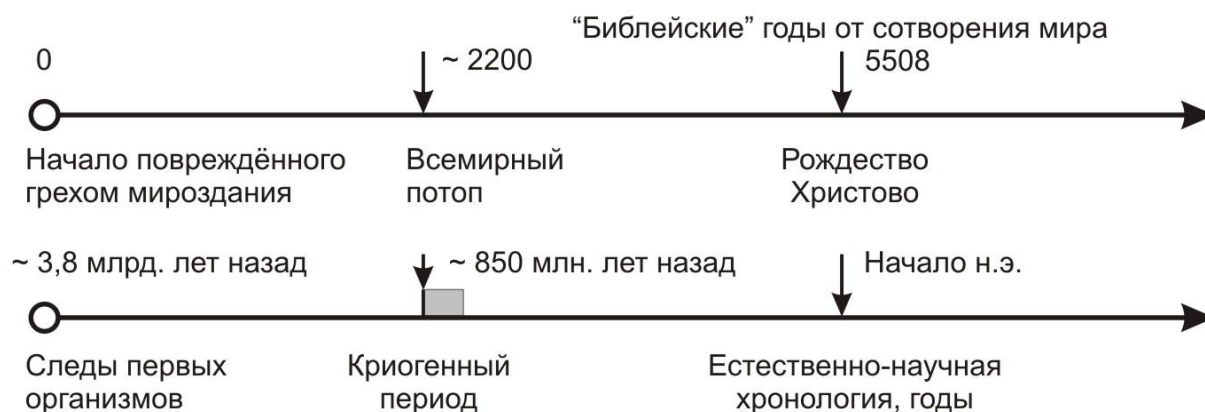 “Библейские” годы от сотворения мира
0
~ 2200
5508
Начало повреждённого
грехом мироздания
Всемирный
потоп
Рождество
Христово
~ 3,8 млрд. лет назад
~ 850 млн. лет назад
Начало н.э.
Следы первых
организмов
Криогенный
период
Естественно-научная
хронология, годы